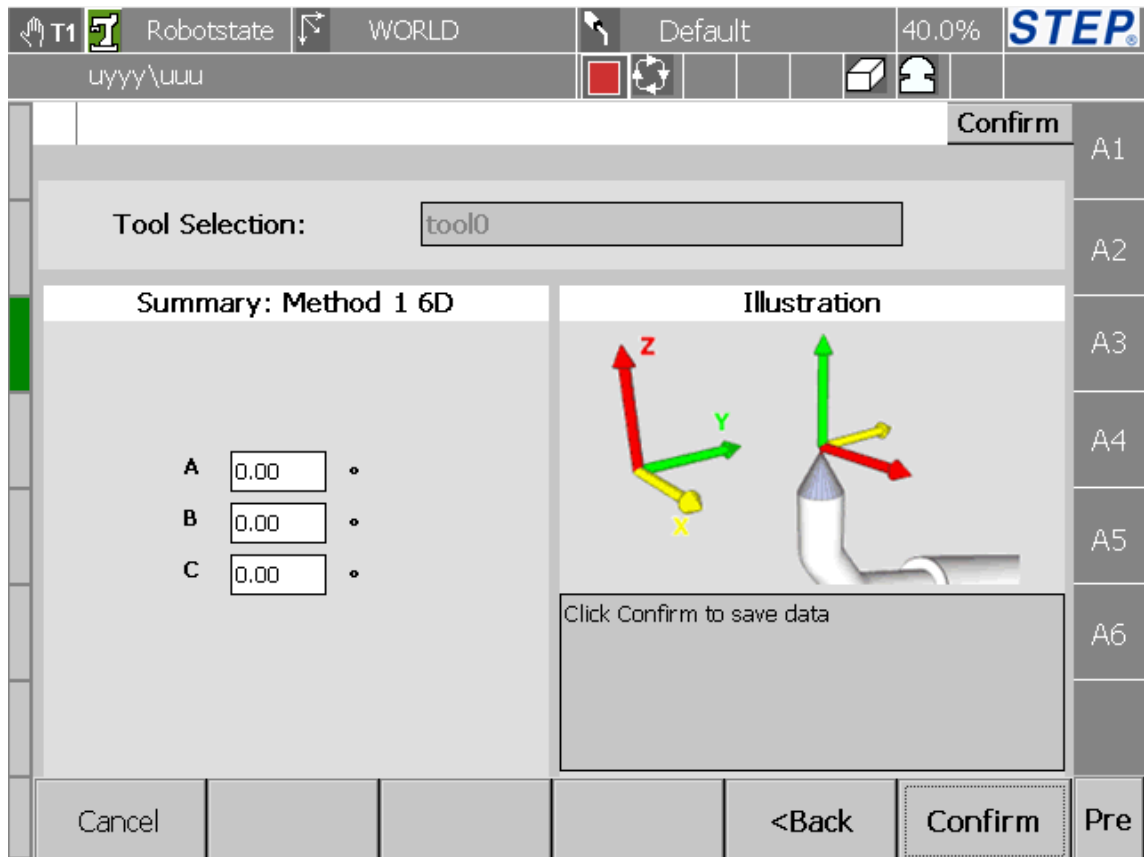 T1 Robotstate WORLD Default 40.0% STEP®
uyyy\uuu
Confirm
A1
Tool Selection: tool0
A2
Summary: Method 1 6D
Illustration
Z
A3
Y
A4
A 0.00 °
X
B 0.00 °
A5
C 0.00 °
Click Confirm to save data
A6
Cancel <Back Confirm Pre